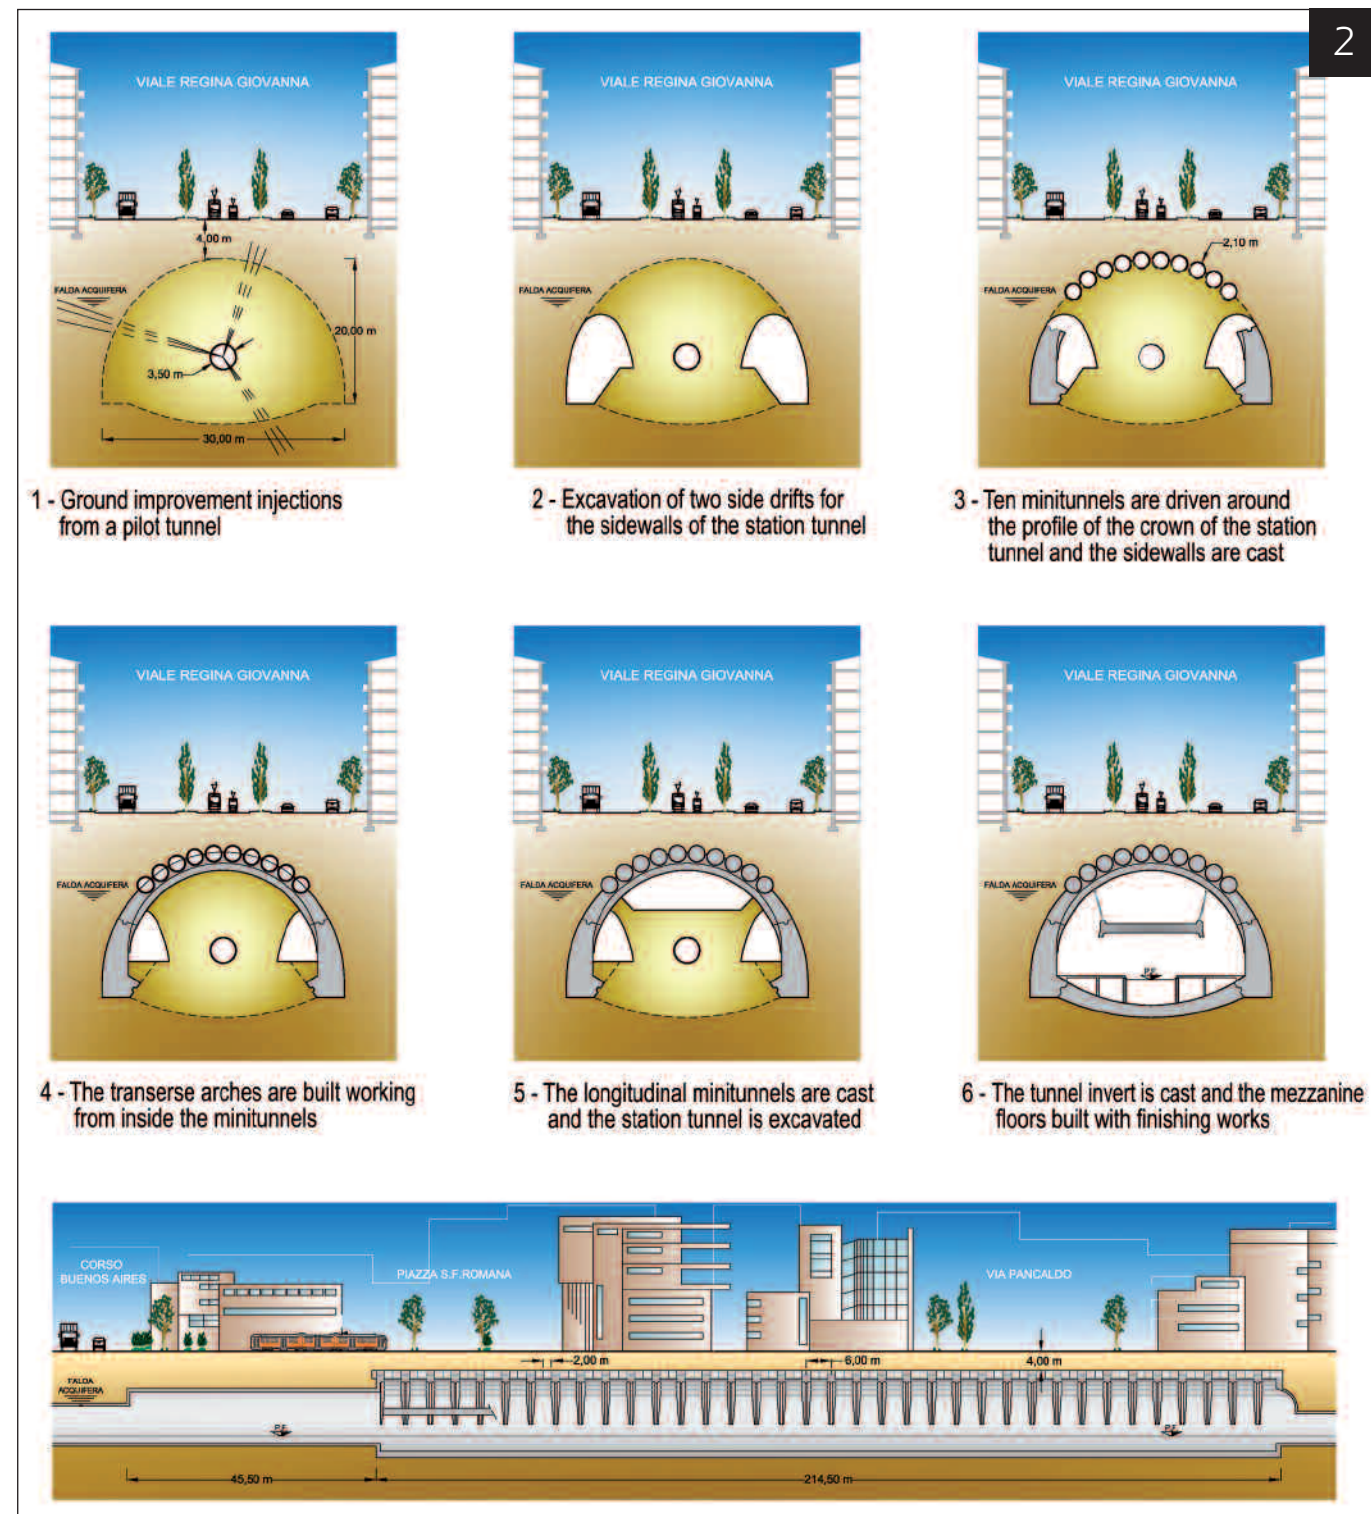 2
VIALE REGINA GIOVANNA
4,00 m
FALDA ACQUIFERA
20,00 m
3,50 m
30,00 m
1 - Ground improvement injections
from a pilot tunnel
VIALE REGINA GIOVANNA
FALDA ACQUIFERA
2 - Excavation of two side drifts for
the sidewalls of the station tunnel
VIALE REGINA GIOVANNA
2,10 m
FALDA ACQUIFERA
3 - Ten minitunnels are driven around
the profile of the crown of the station
tunnel and the sidewalls are cast
VIALE REGINA GIOVANNA
FALDA ACQUIFERA
4 - The transerse arches are built working
from inside the minitunnels
VIALE REGINA GIOVANNA
FALDA ACQUIFERA
5 - The longitudinal minitunnels are cast
and the station tunnel is excavated
VIALE REGINA GIOVANNA
FALDA ACQUIFERA
P.F.
6 - The tunnel invert is cast and the mezzanine
floors built with finishing works
CORSO
BUENOS AIRES
PIAZZA S.F.ROMANA
VIA PANCALDO
2,00 m
6,00 m
4,00 m
FALDA
ACQUIFERA
P.F.
P.F.
45,50 m
214,50 m